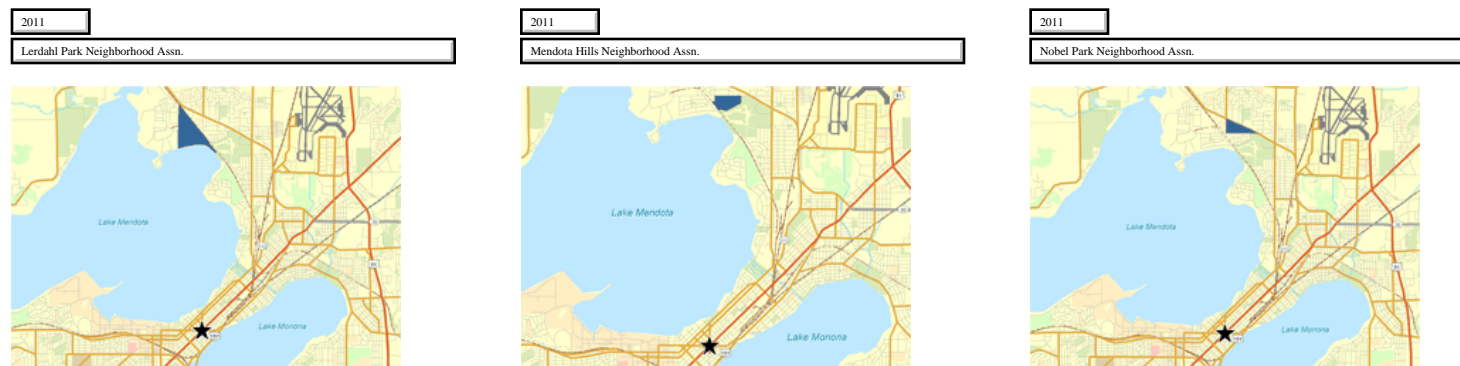 2011
Lerdahl Park Neighborhood Assn.
Lake Mendota
Lake Monona
2011
Mendota Hills Neighborhood Assn.
Lake Mendota
Lake Monona
2011
Nobel Park Neighborhood Assn.
Lake Mendota
Lake Monona